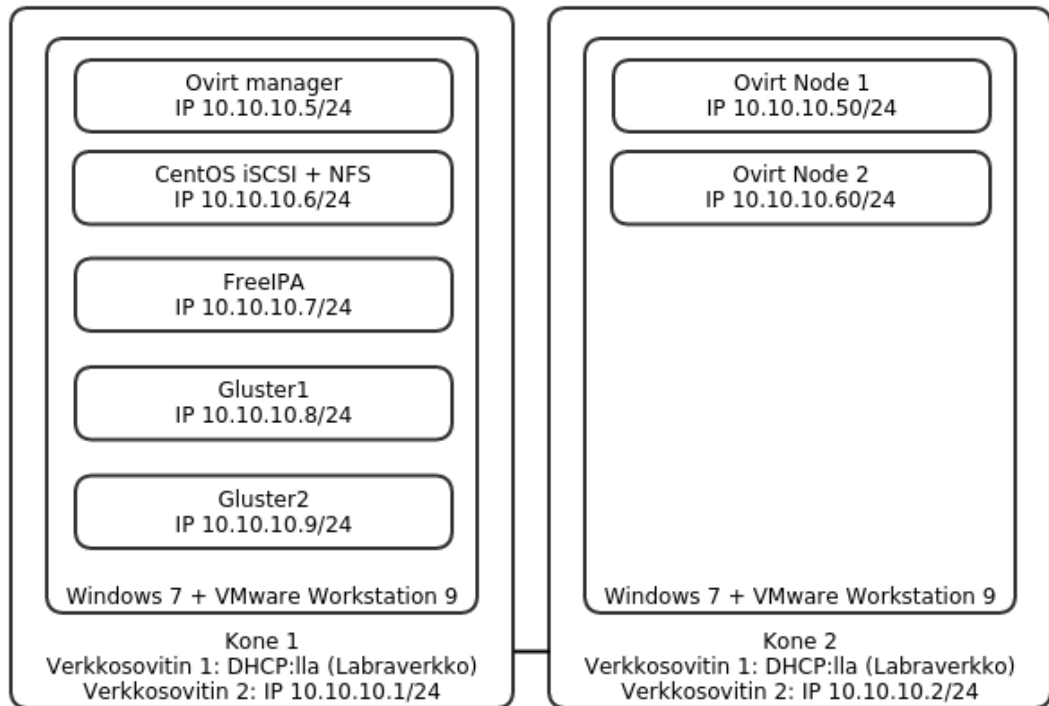 Ovirt manager
IP 10.10.10.5/24
CentOS iSCSI + NFS
IP 10.10.10.6/24
FreeIPA
IP 10.10.10.7/24
Gluster1
IP 10.10.10.8/24
Gluster2
IP 10.10.10.9/24
Windows 7 + VMware Workstation 9
Kone 1
Verkkosovitin 1: DHCP:lla (Labraverkko)
Verkkosovitin 2: IP 10.10.10.1/24
Ovirt Node 1
IP 10.10.10.50/24
Ovirt Node 2
IP 10.10.10.60/24
Windows 7 + VMware Workstation 9
Kone 2
Verkkosovitin 1: DHCP:lla (Labraverkko)
Verkkosovitin 2: IP 10.10.10.2/24